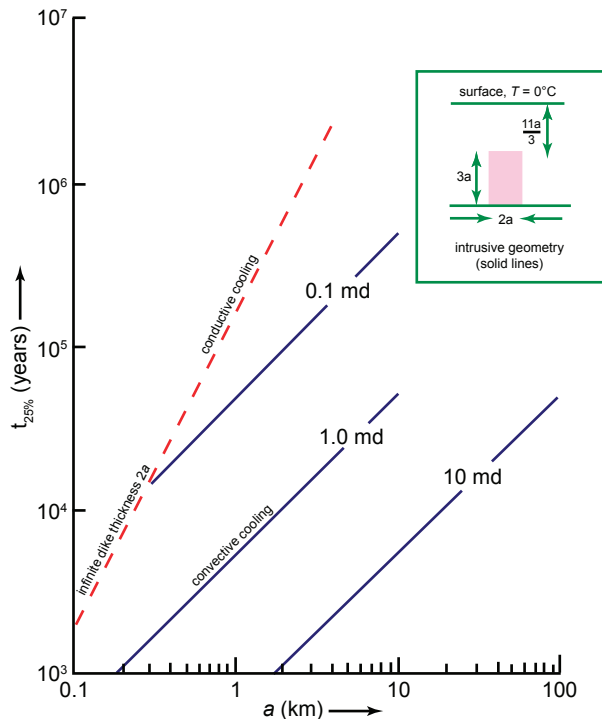 10⁷
10⁶
10⁵
10⁴
10³
t₂₅% (years)
0.1
1
10
100
a (km)
conductive cooling
infinite dike thickness 2a
0.1 md
1.0 md
convective cooling
10 md
surface, T = 0°C
11a
3
3a
2a
intrusive geometry
(solid lines)